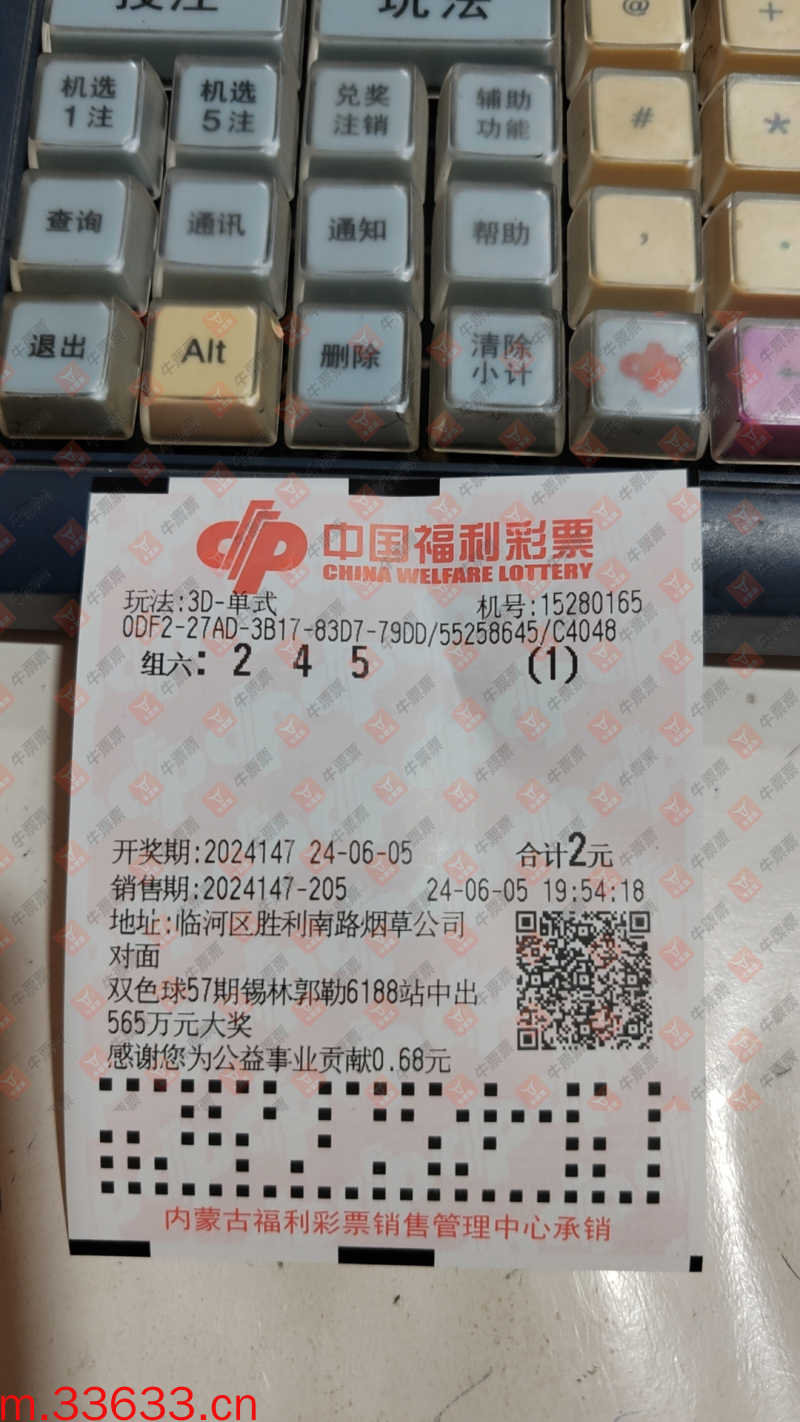 投注 玩法 @ +
机选 1注 机选 5注 兑奖 注销 辅助 功能 # *
查询 通讯 通知 帮助 ,
退出 Alt 删除 清除 小计
中国福利彩票
CHINA WELFARE LOTTERY
玩法:3D-单式 机号:15280165
0DF2-27AD-3B17-83D7-79DD/55258645/C4048
组六: 2 4 5 (1)
开奖期:2024147 24-06-05 合计2元
销售期:2024147-205 24-06-05 19:54:18
地址:临河区胜利南路烟草公司
对面
双色球57期锡林郭勒6188站中出
565万元大奖
感谢您为公益事业贡献0.68元
内蒙古福利彩票销售管理中心承销
牛票票
m.33633.cn